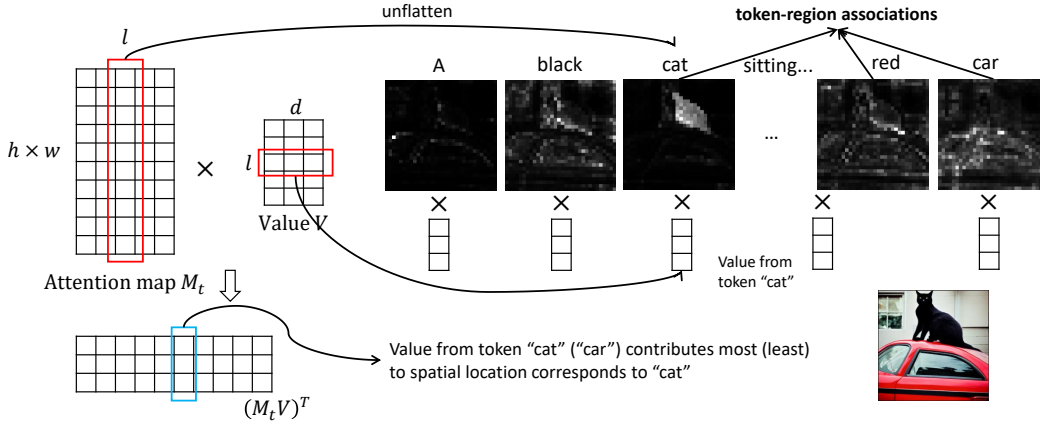 unflatten
token-region associations
l
A
black
cat
sitting...
red
car
d
h × w
×
l
...
Value V
× × × × ×
Attention map M_t
Value from
token “cat”
Value from token “cat” (“car”) contributes most (least)
to spatial location corresponds to “cat”
(M_tV)^T